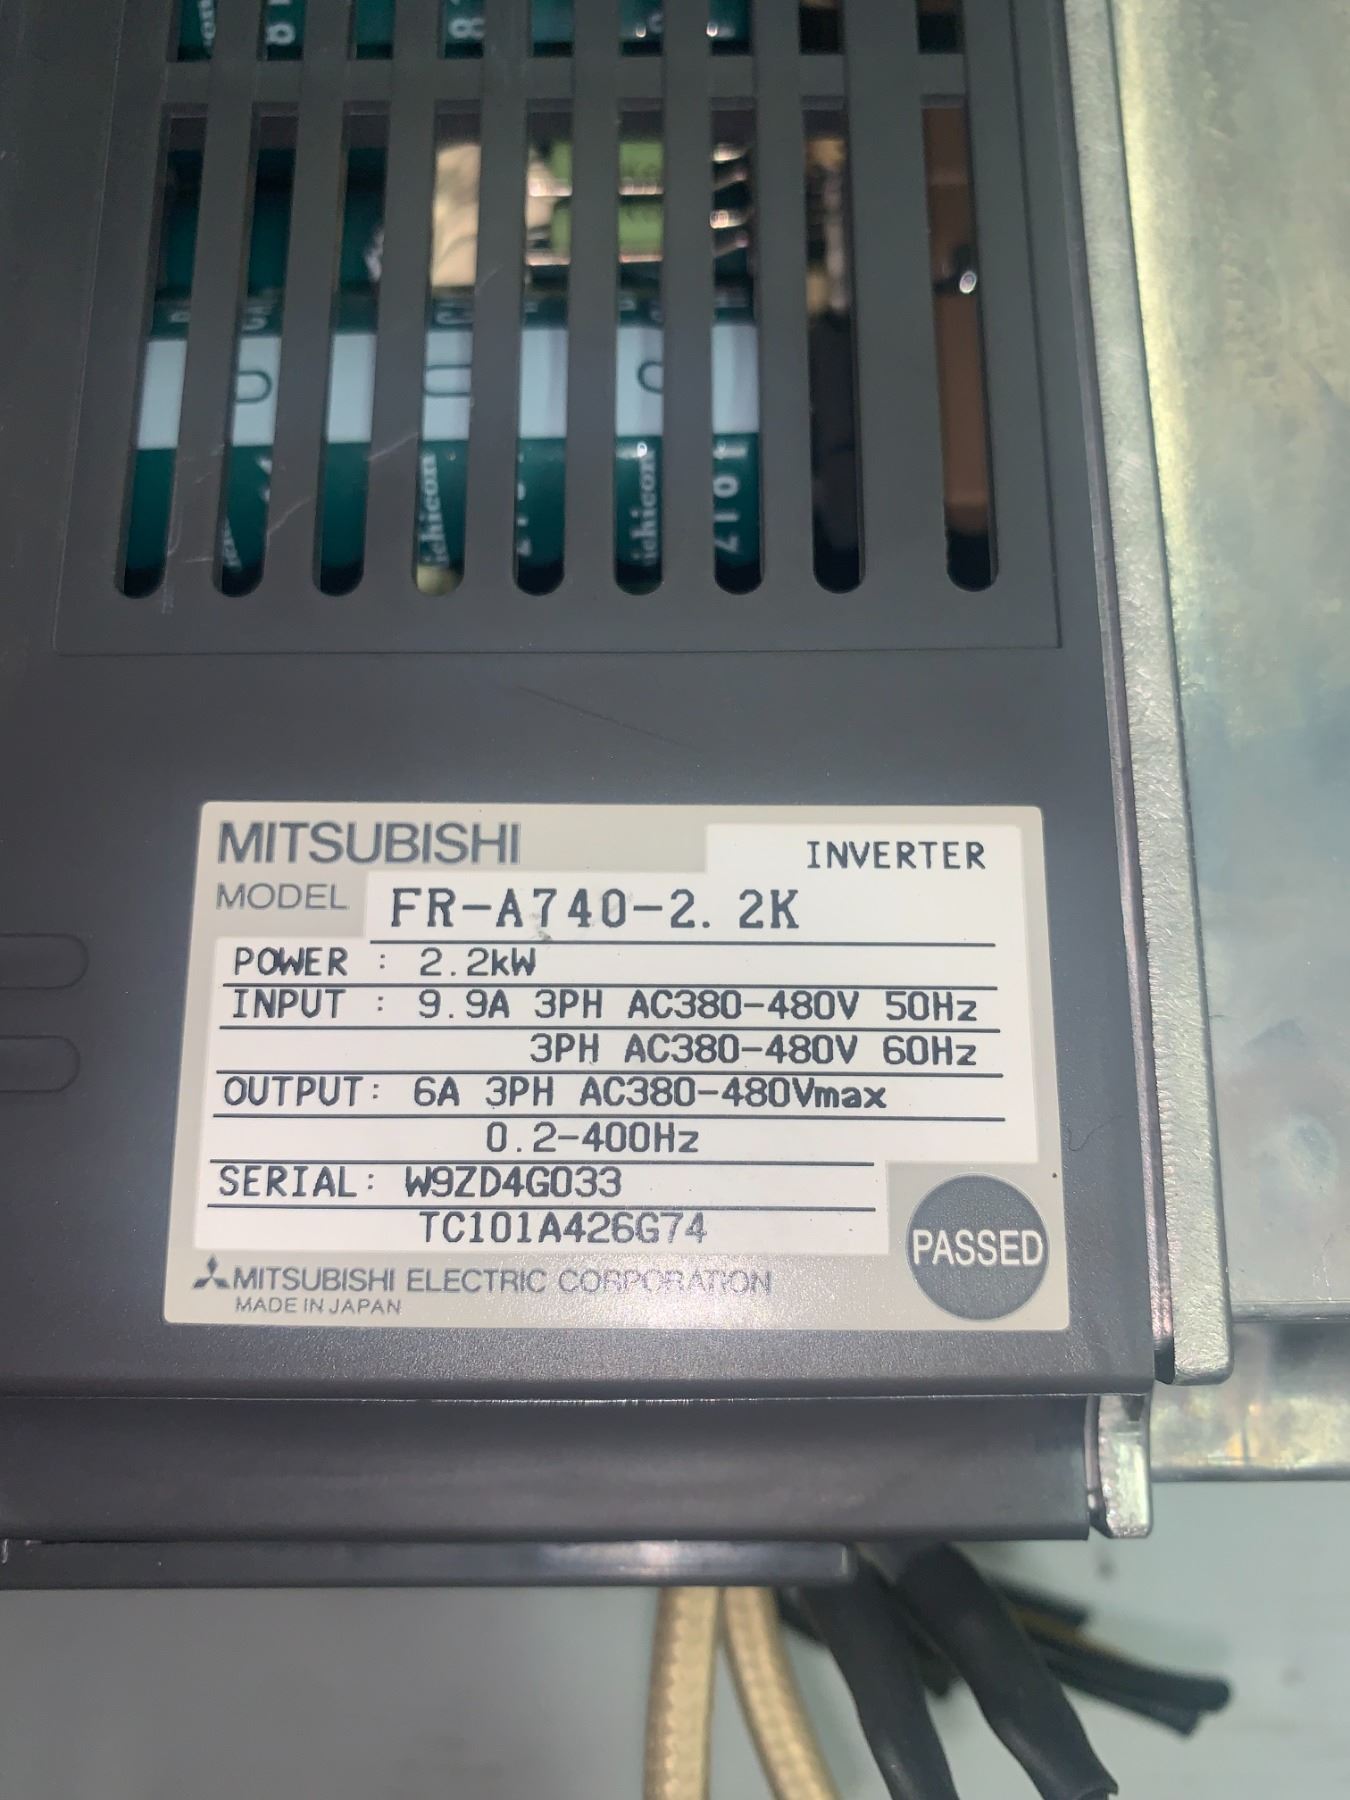 ichicon
ichicon
MITSUBISHI INVERTER
MODEL FR-A740-2.2K
POWER : 2.2kW
INPUT : 9.9A 3PH AC380-480V 50Hz
3PH AC380-480V 60Hz
OUTPUT: 6A 3PH AC380-480Vmax
0.2-400Hz
SERIAL: W9ZD4G033
TC101A426G74
PASSED
MITSUBISHI ELECTRIC CORPORATION
MADE IN JAPAN